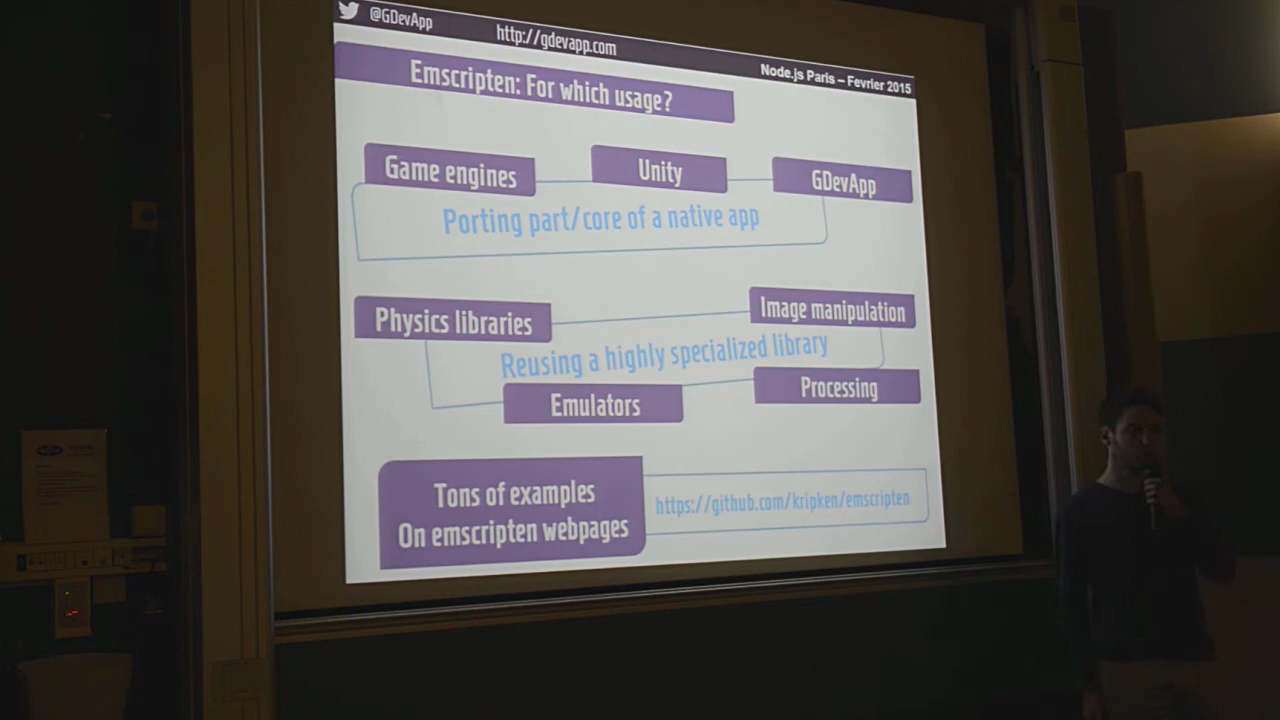 @GDevApp
http://gdevapp.com
Node.js Paris – Fevrier 2015
Emscripten: For which usage?
Game engines
Unity
GDevApp
Porting part/core of a native app
Physics libraries
Image manipulation
Reusing a highly specialized library
Emulators
Processing
Tons of examples
On emscripten webpages
https://github.com/kripken/emscripten